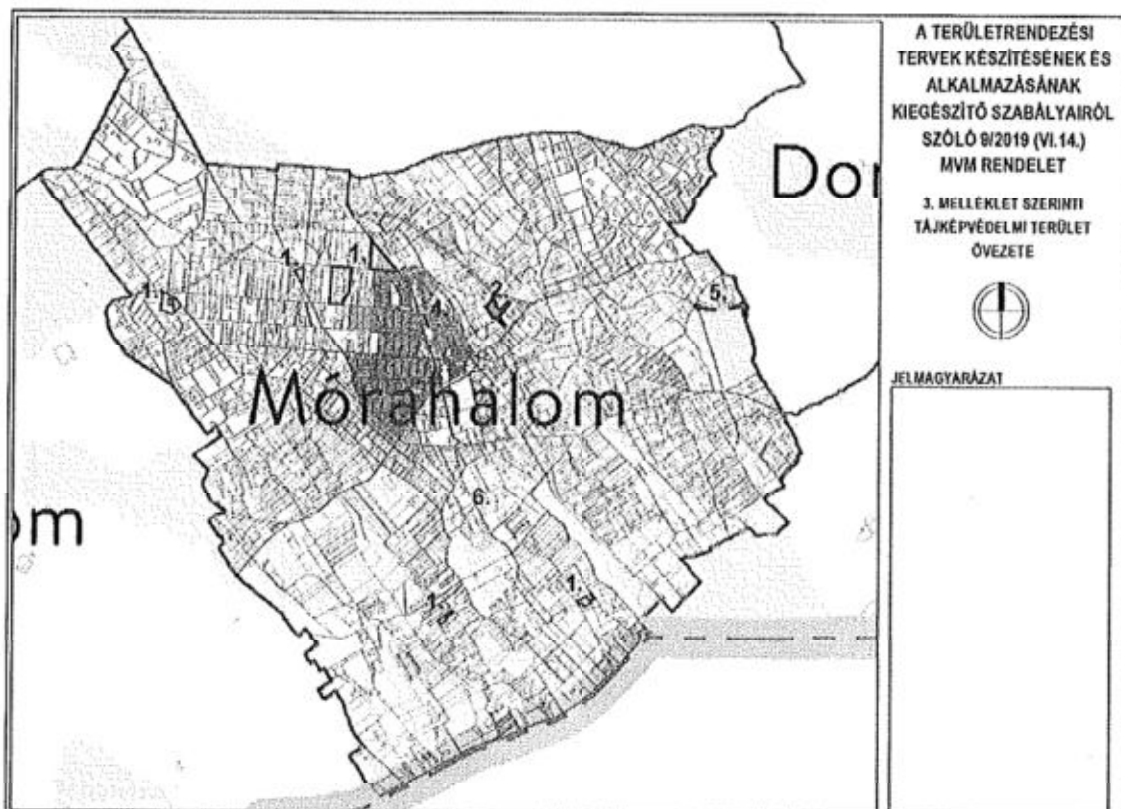 A TERÜLETRENDEZÉSI
TERVEK KÉSZÍTÉSÉNEK ÉS
ALKALMAZÁSÁNAK
KIEGÉSZÍTŐ SZABÁLYAIRÓL
SZÓLÓ 9/2019 (VI.14.)
MVM RENDELET
3. MELLÉKLET SZERINTI
TÁJKÉPVÉDELMI TERÜLET
ÖVEZETE
JELMAGYARÁZAT
Dor
1.
1.
1.
2.
4.
5.
Mórahalom
6.
om
1.
1.